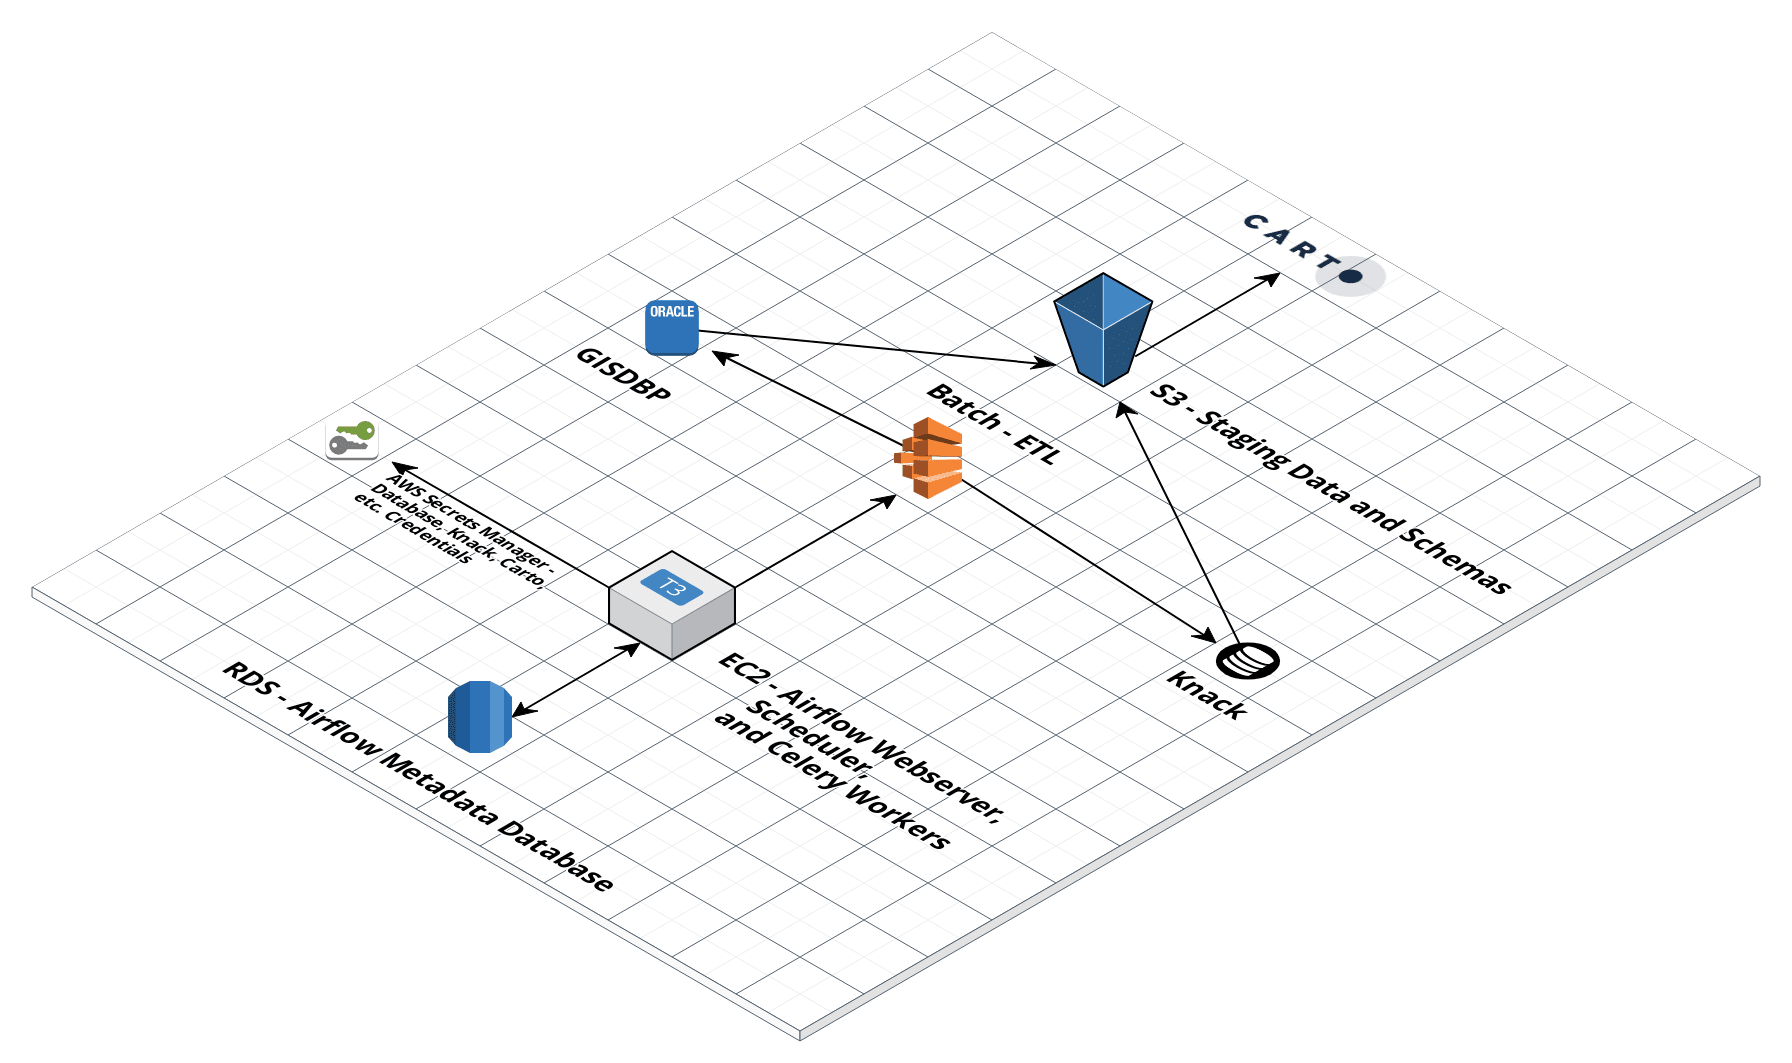 CARTO
ORACLE
GISDBP
Batch - ETL
S3 - Staging Data and Schemas
AWS Secrets Manager -
Database, Knack, Carto,
etc. Credentials
T3
Knack
EC2 - Airflow Webserver,
Scheduler,
and Celery Workers
RDS - Airflow Metadata Database